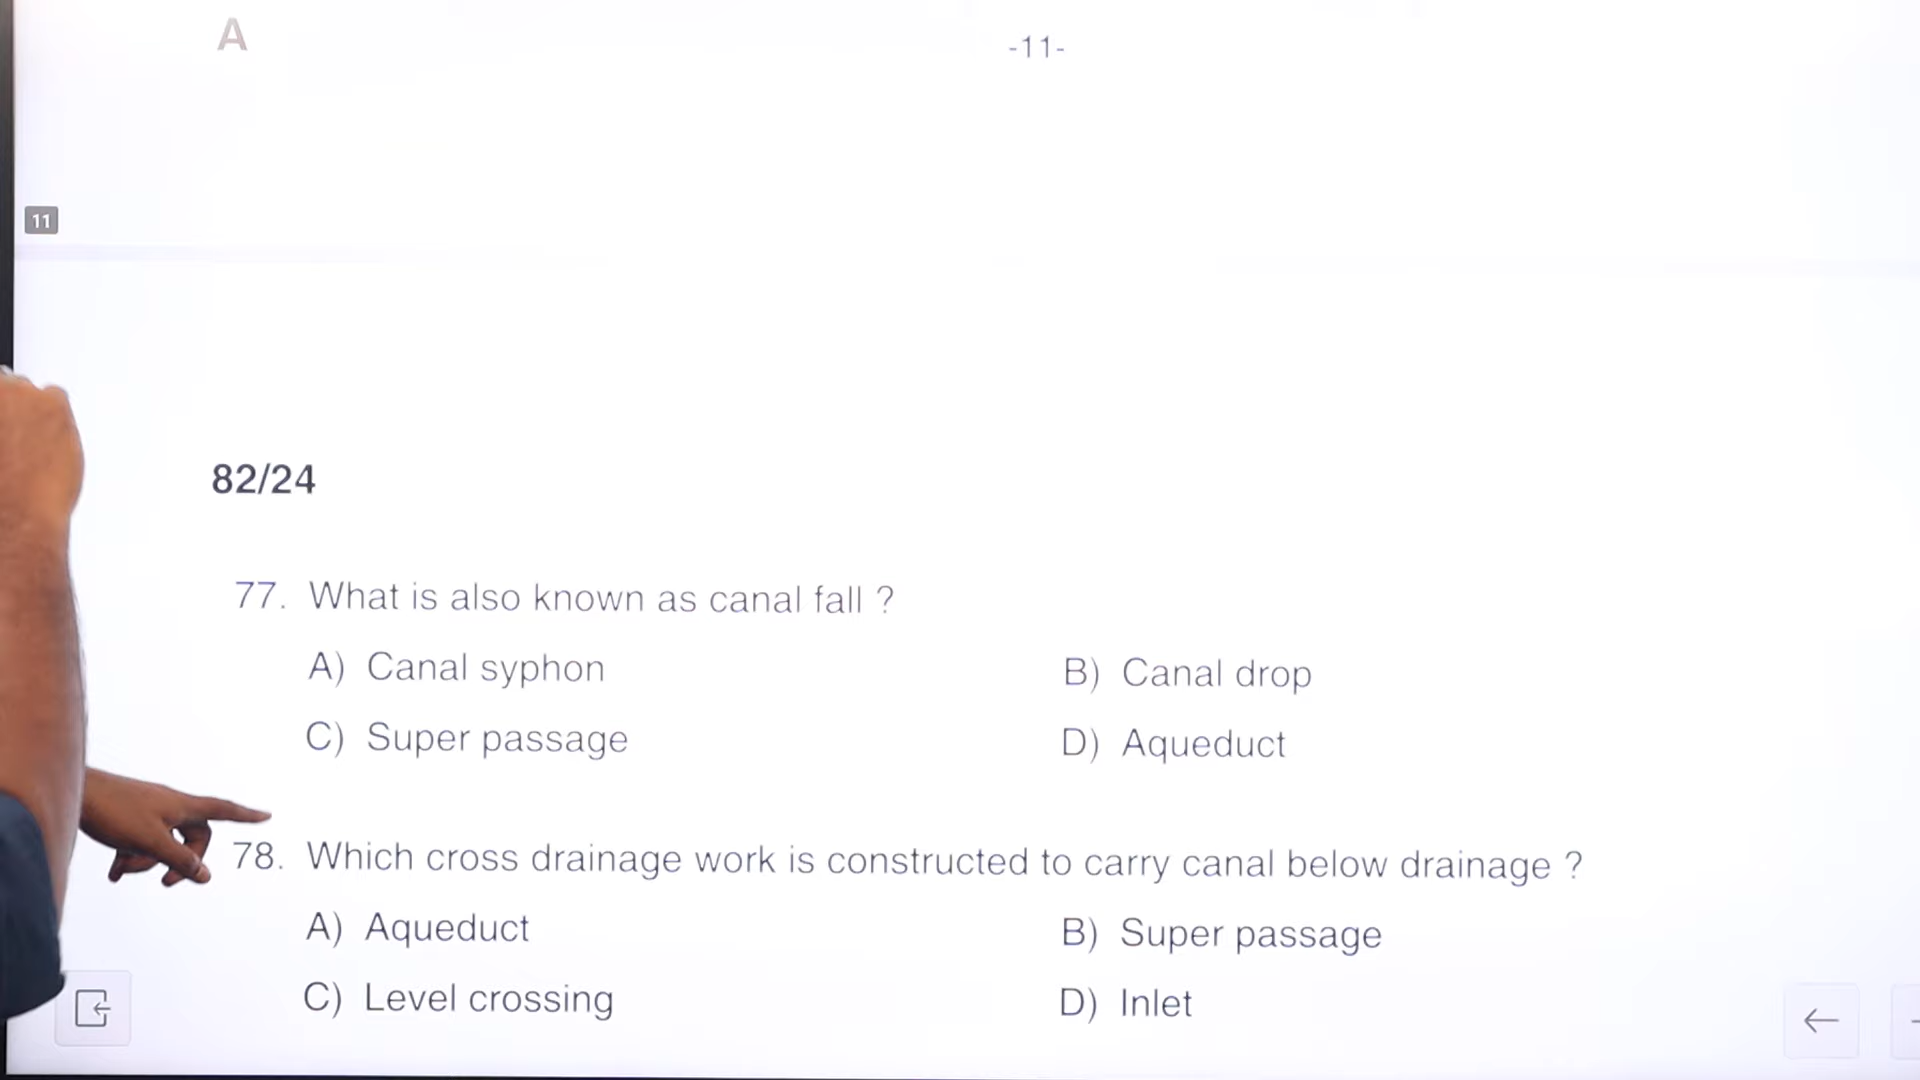 A
-11-
11
82/24
77. What is also known as canal fall ?
A) Canal syphon
B) Canal drop
C) Super passage
D) Aqueduct
78. Which cross drainage work is constructed to carry canal below drainage ?
A) Aqueduct
B) Super passage
C) Level crossing
D) Inlet